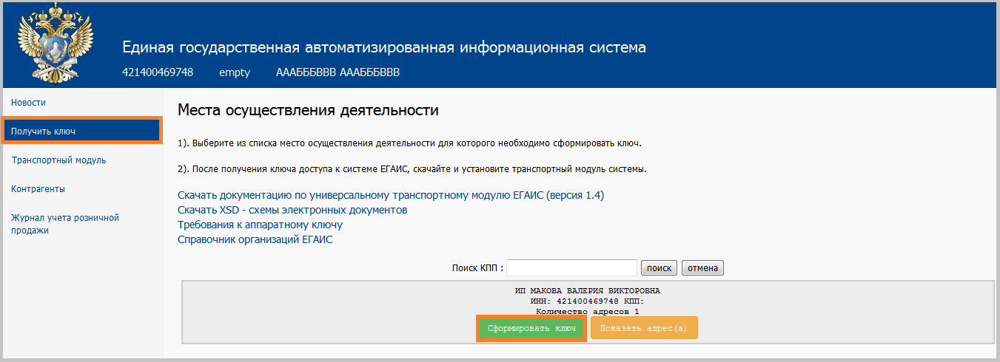 Единая государственная автоматизированная информационная система
421400469748 empty АААБББВВВ АААБББВВВ
Новости
Получить ключ
Транспортный модуль
Контрагенты
Журнал учета розничной
продажи
Места осуществления деятельности
1). Выберите из списка место осуществления деятельности для которого необходимо сформировать ключ.
2). После получения ключа доступа к системе ЕГАИС, скачайте и установите транспортный модуль системы.
Скачать документацию по универсальному транспортному модулю ЕГАИС (версия 1.4)
Скачать XSD - схемы электронных документов
Требования к аппаратному ключу
Справочник организаций ЕГАИС
Поиск КПП : поиск отмена
ИП МАКОВА ВАЛЕРИЯ ВИКТОРОВНА
ИНН: 421400469748 КПП:
Количество адресов 1
Сформировать ключ Показать адрес(а)